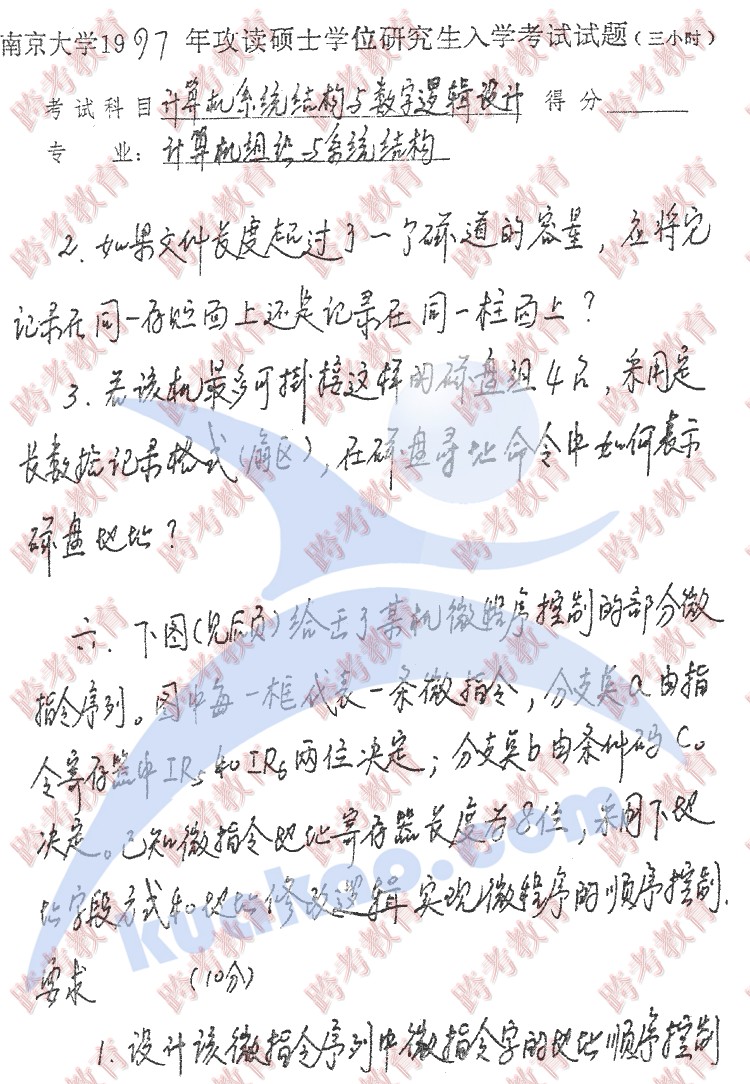 南京大学1997年攻读硕士学位研究生入学考试试题(三小时)
考试科目计算机系统结构与数字逻辑设计 得分
专 业：计算机组织与系统结构
2. 如果文件长度超过了一个磁道的容量，应将它
记录在同一存贮面上还是记录在同一柱面上？
3. 若该机最多可掛接这样的磁盘组4台，采用定
长数据记录格式(扇区)，在磁盘寻址命令中如何表示
磁盘地址？
六. 下图(见后页)给出了某机微程序控制的部分微
指令序列。图中每一框代表一条微指令，分支点a由指
令寄存器中IR5和IR6两位决定；分支点b由条件码C0
决定。已知微指令地址寄存器长度为8位，采用下地
址字段方式和地址修改逻辑实现微程序的顺序控制.
要求 (10分)
1. 设计该微指令序列中微指令字的地址顺序控制
跨考教育
kuakao.com